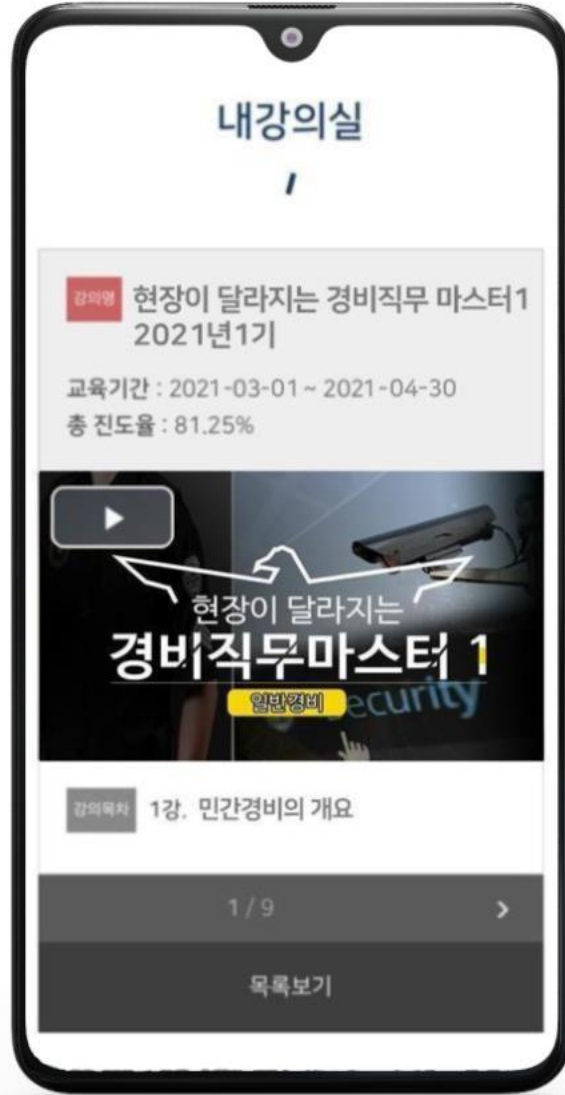 내강의실
강의명 현장이 달라지는 경비직무 마스터1
2021년1기
교육기간 : 2021-03-01 ~ 2021-04-30
총 진도율 : 81.25%
현장이 달라지는
경비직무마스터 1
일반경비
ecurity
강의목차 1강. 민간경비의 개요
1 / 9
목록보기